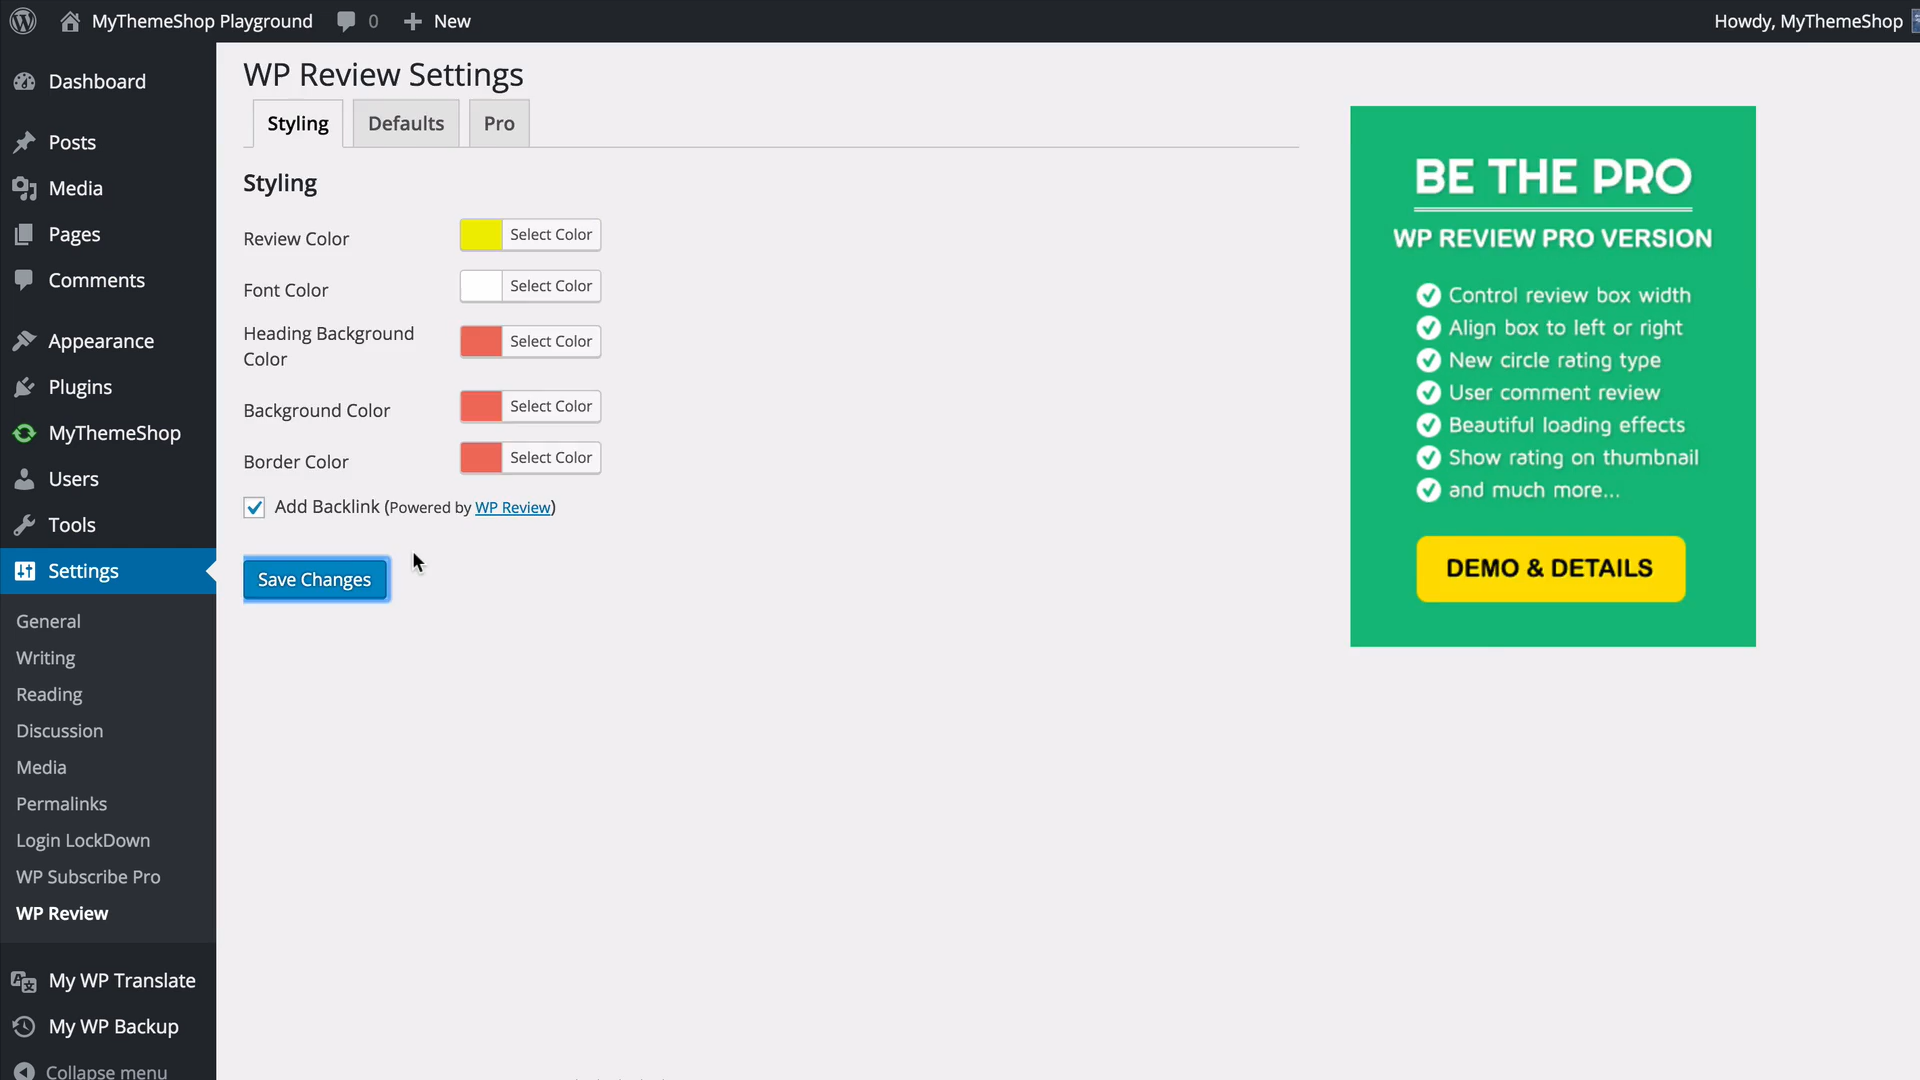 MyThemeShop Playground
0
New
Howdy, MyThemeShop
Dashboard
Posts
Media
Pages
Comments
Appearance
Plugins
MyThemeShop
Users
Tools
Settings
General
Writing
Reading
Discussion
Media
Permalinks
Login LockDown
WP Subscribe Pro
WP Review
My WP Translate
My WP Backup
Collapse menu
WP Review Settings
Styling
Defaults
Pro
Styling
Review Color
Select Color
Font Color
Select Color
Heading Background
Color
Select Color
Background Color
Select Color
Border Color
Select Color
Add Backlink (Powered by WP Review)
Save Changes
BE THE PRO
WP REVIEW PRO VERSION
Control review box width
Align box to left or right
New circle rating type
User comment review
Beautiful loading effects
Show rating on thumbnail
and much more...
DEMO & DETAILS